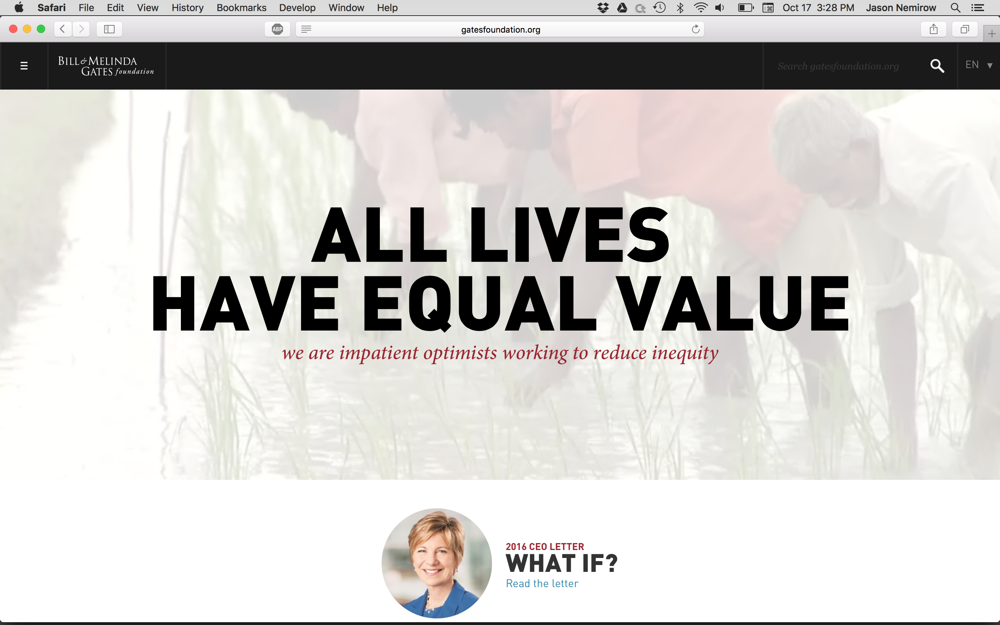 Safari File Edit View History Bookmarks Develop Window Help Oct 17 3:28 PM Jason Nemirow
ABP gatesfoundation.org
BILL & MELINDA
GATES foundation
Search gatesfoundation.org
EN
ALL LIVES
HAVE EQUAL VALUE
we are impatient optimists working to reduce inequity
2016 CEO LETTER
WHAT IF?
Read the letter